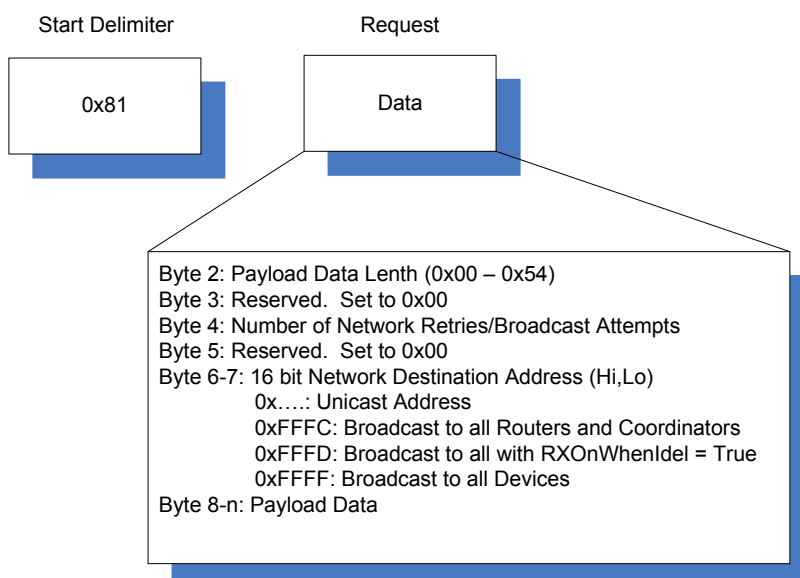 Start Delimiter
Request
0x81
Data
Byte 2: Payload Data Lenth (0x00 – 0x54)
Byte 3: Reserved.  Set to 0x00
Byte 4: Number of Network Retries/Broadcast Attempts
Byte 5: Reserved.  Set to 0x00
Byte 6-7: 16 bit Network Destination Address (Hi,Lo)
0x….: Unicast Address
0xFFFC: Broadcast to all Routers and Coordinators
0xFFFD: Broadcast to all with RXOnWhenIdel = True
0xFFFF: Broadcast to all Devices
Byte 8-n: Payload Data